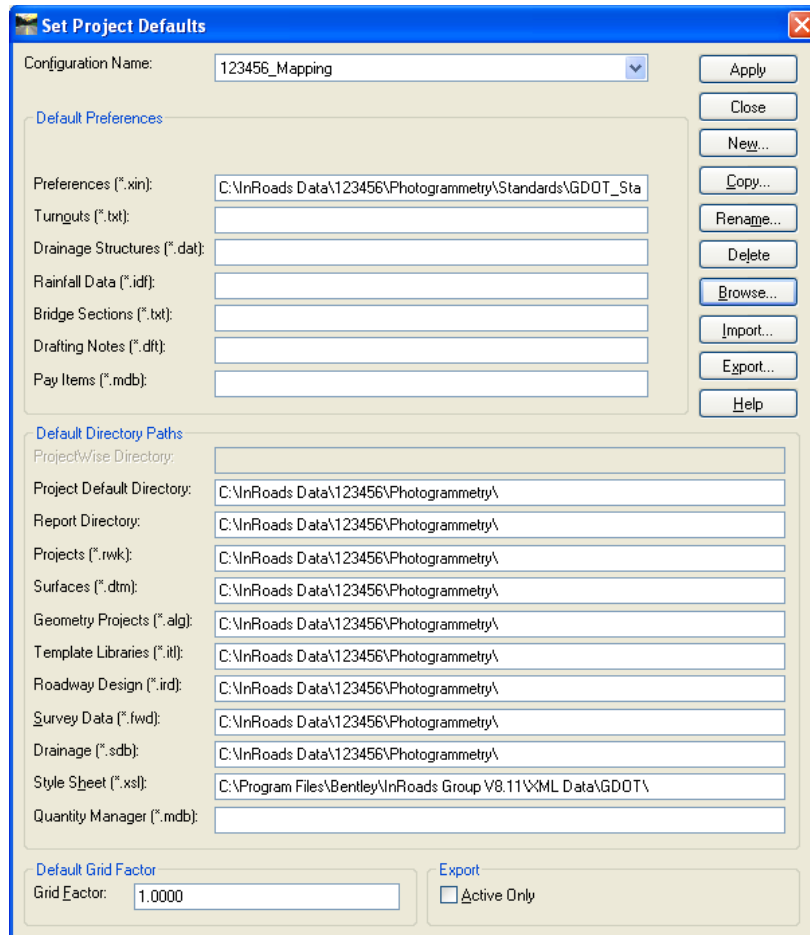 Set Project Defaults
Configuration Name: 123456_Mapping
Apply
Close
New...
Copy...
Rename...
Delete
Browse...
Import...
Export...
Help
Default Preferences
Preferences (*.xin): C:\InRoads Data\123456\Photogrammetry\Standards\GDOT_Sta
Turnouts (*.txt):
Drainage Structures (*.dat):
Rainfall Data (*.idf):
Bridge Sections (*.txt):
Drafting Notes (*.dft):
Pay Items (*.mdb):
Default Directory Paths
ProjectWise Directory:
Project Default Directory: C:\InRoads Data\123456\Photogrammetry\
Report Directory: C:\InRoads Data\123456\Photogrammetry\
Projects (*.rwk): C:\InRoads Data\123456\Photogrammetry\
Surfaces (*.dtm): C:\InRoads Data\123456\Photogrammetry\
Geometry Projects (*.alg): C:\InRoads Data\123456\Photogrammetry\
Template Libraries (*.itl): C:\InRoads Data\123456\Photogrammetry\
Roadway Design (*.ird): C:\InRoads Data\123456\Photogrammetry\
Survey Data (*.fwd): C:\InRoads Data\123456\Photogrammetry\
Drainage (*.sdb): C:\InRoads Data\123456\Photogrammetry\
Style Sheet (*.xsl): C:\Program Files\Bentley\InRoads Group V8.11\XML Data\GDOT\
Quantity Manager (*.mdb):
Default Grid Factor
Grid Factor: 1.0000
Export
Active Only